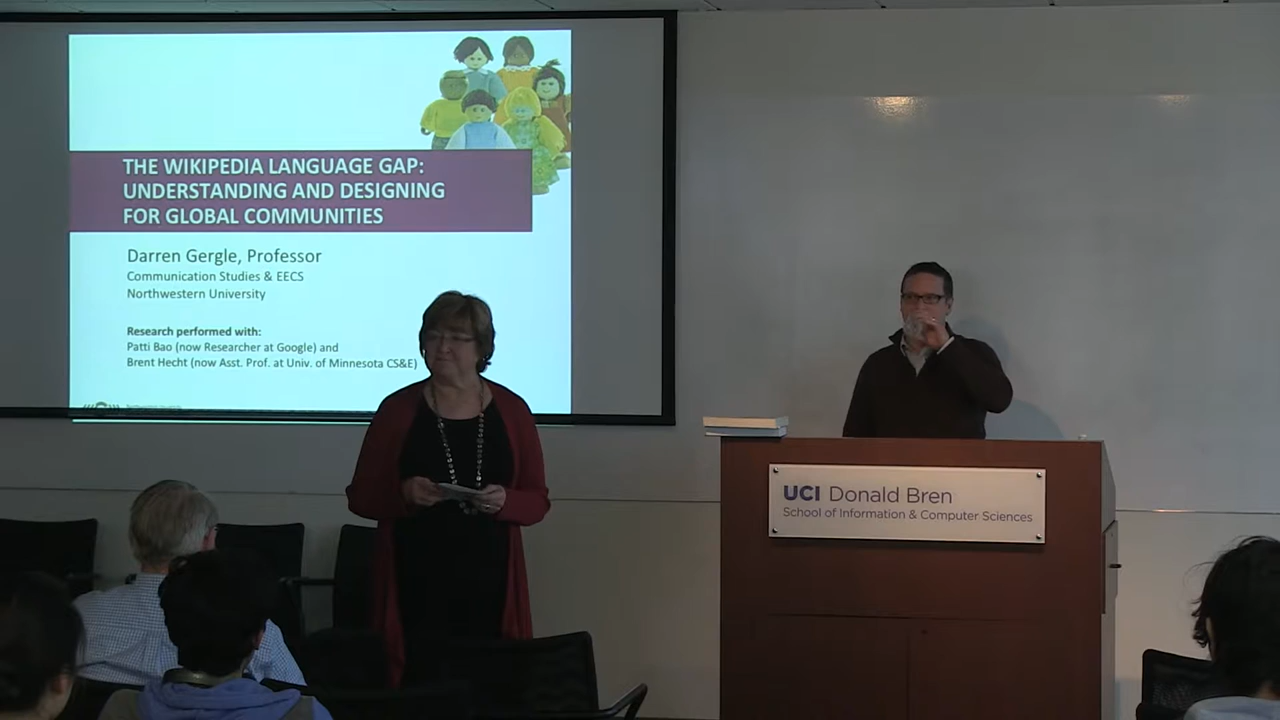 THE WIKIPEDIA LANGUAGE GAP:
UNDERSTANDING AND DESIGNING
FOR GLOBAL COMMUNITIES
Darren Gergle, Professor
Communication Studies & EECS
Northwestern University
Research performed with:
Patti Bao (now Researcher at Google) and
Brent Hecht (now Asst. Prof. at Univ. of Minnesota CS&E)
UCI Donald Bren
School of Information & Computer Sciences